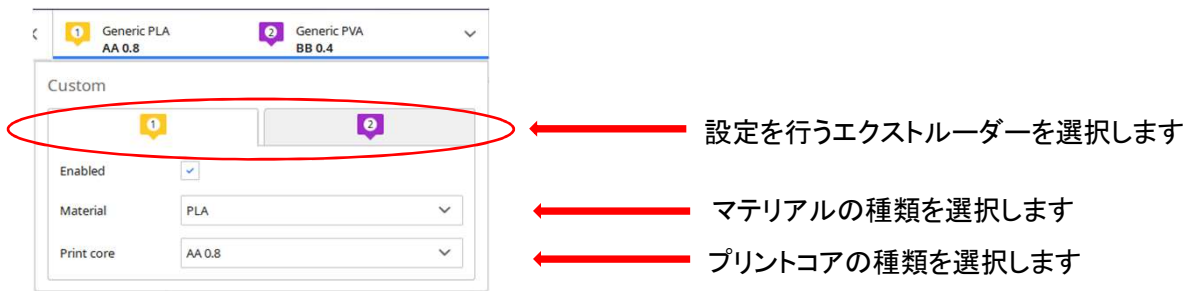 1 Generic PLA 2 Generic PVA
AA 0.8 BB 0.4
Custom
1 2
設定を行うエクストルーダーを選択します
Enabled
Material PLA
マテリアルの種類を選択します
Print core AA 0.8
プリントコアの種類を選択します